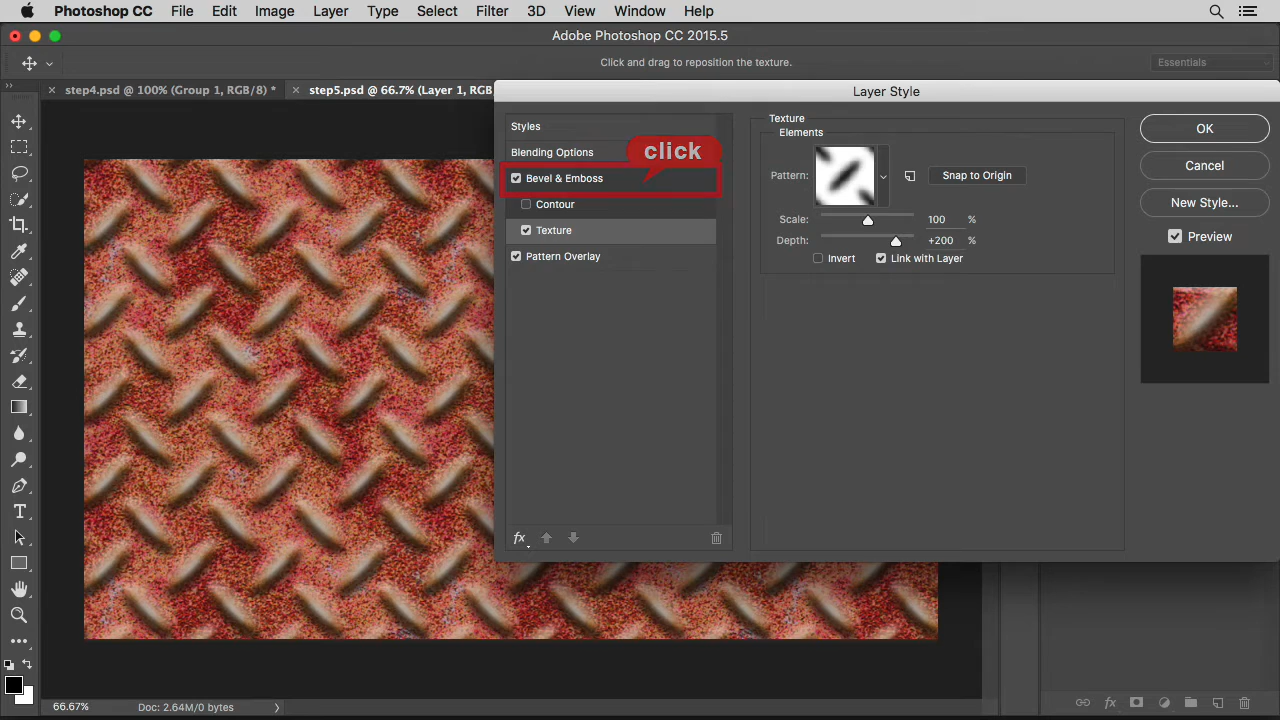 Photoshop CC File Edit Image Layer Type Select Filter 3D View Window Help
Adobe Photoshop CC 2015.5
Click and drag to reposition the texture.
Essentials
step4.psd @ 100% (Group 1, RGB/8) *
step5.psd @ 66.7% (Layer 1, RGB
Layer Style
Styles
Blending Options
click
Bevel & Emboss
Contour
Texture
Pattern Overlay
fx
Texture
Elements
Pattern:
Snap to Origin
Scale: 100 %
Depth: +200 %
Invert Link with Layer
OK
Cancel
New Style...
Preview
T
66.67% Doc: 2.64M/0 bytes
fx